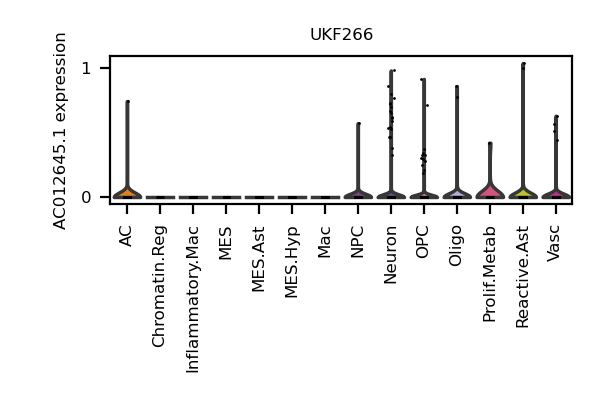 UKF266
AC012645.1 expression
1
0
AC
Chromatin.Reg
Inflammatory.Mac
MES
MES.Ast
MES.Hyp
Mac
NPC
Neuron
OPC
Oligo
Prolif.Metab
Reactive.Ast
Vasc